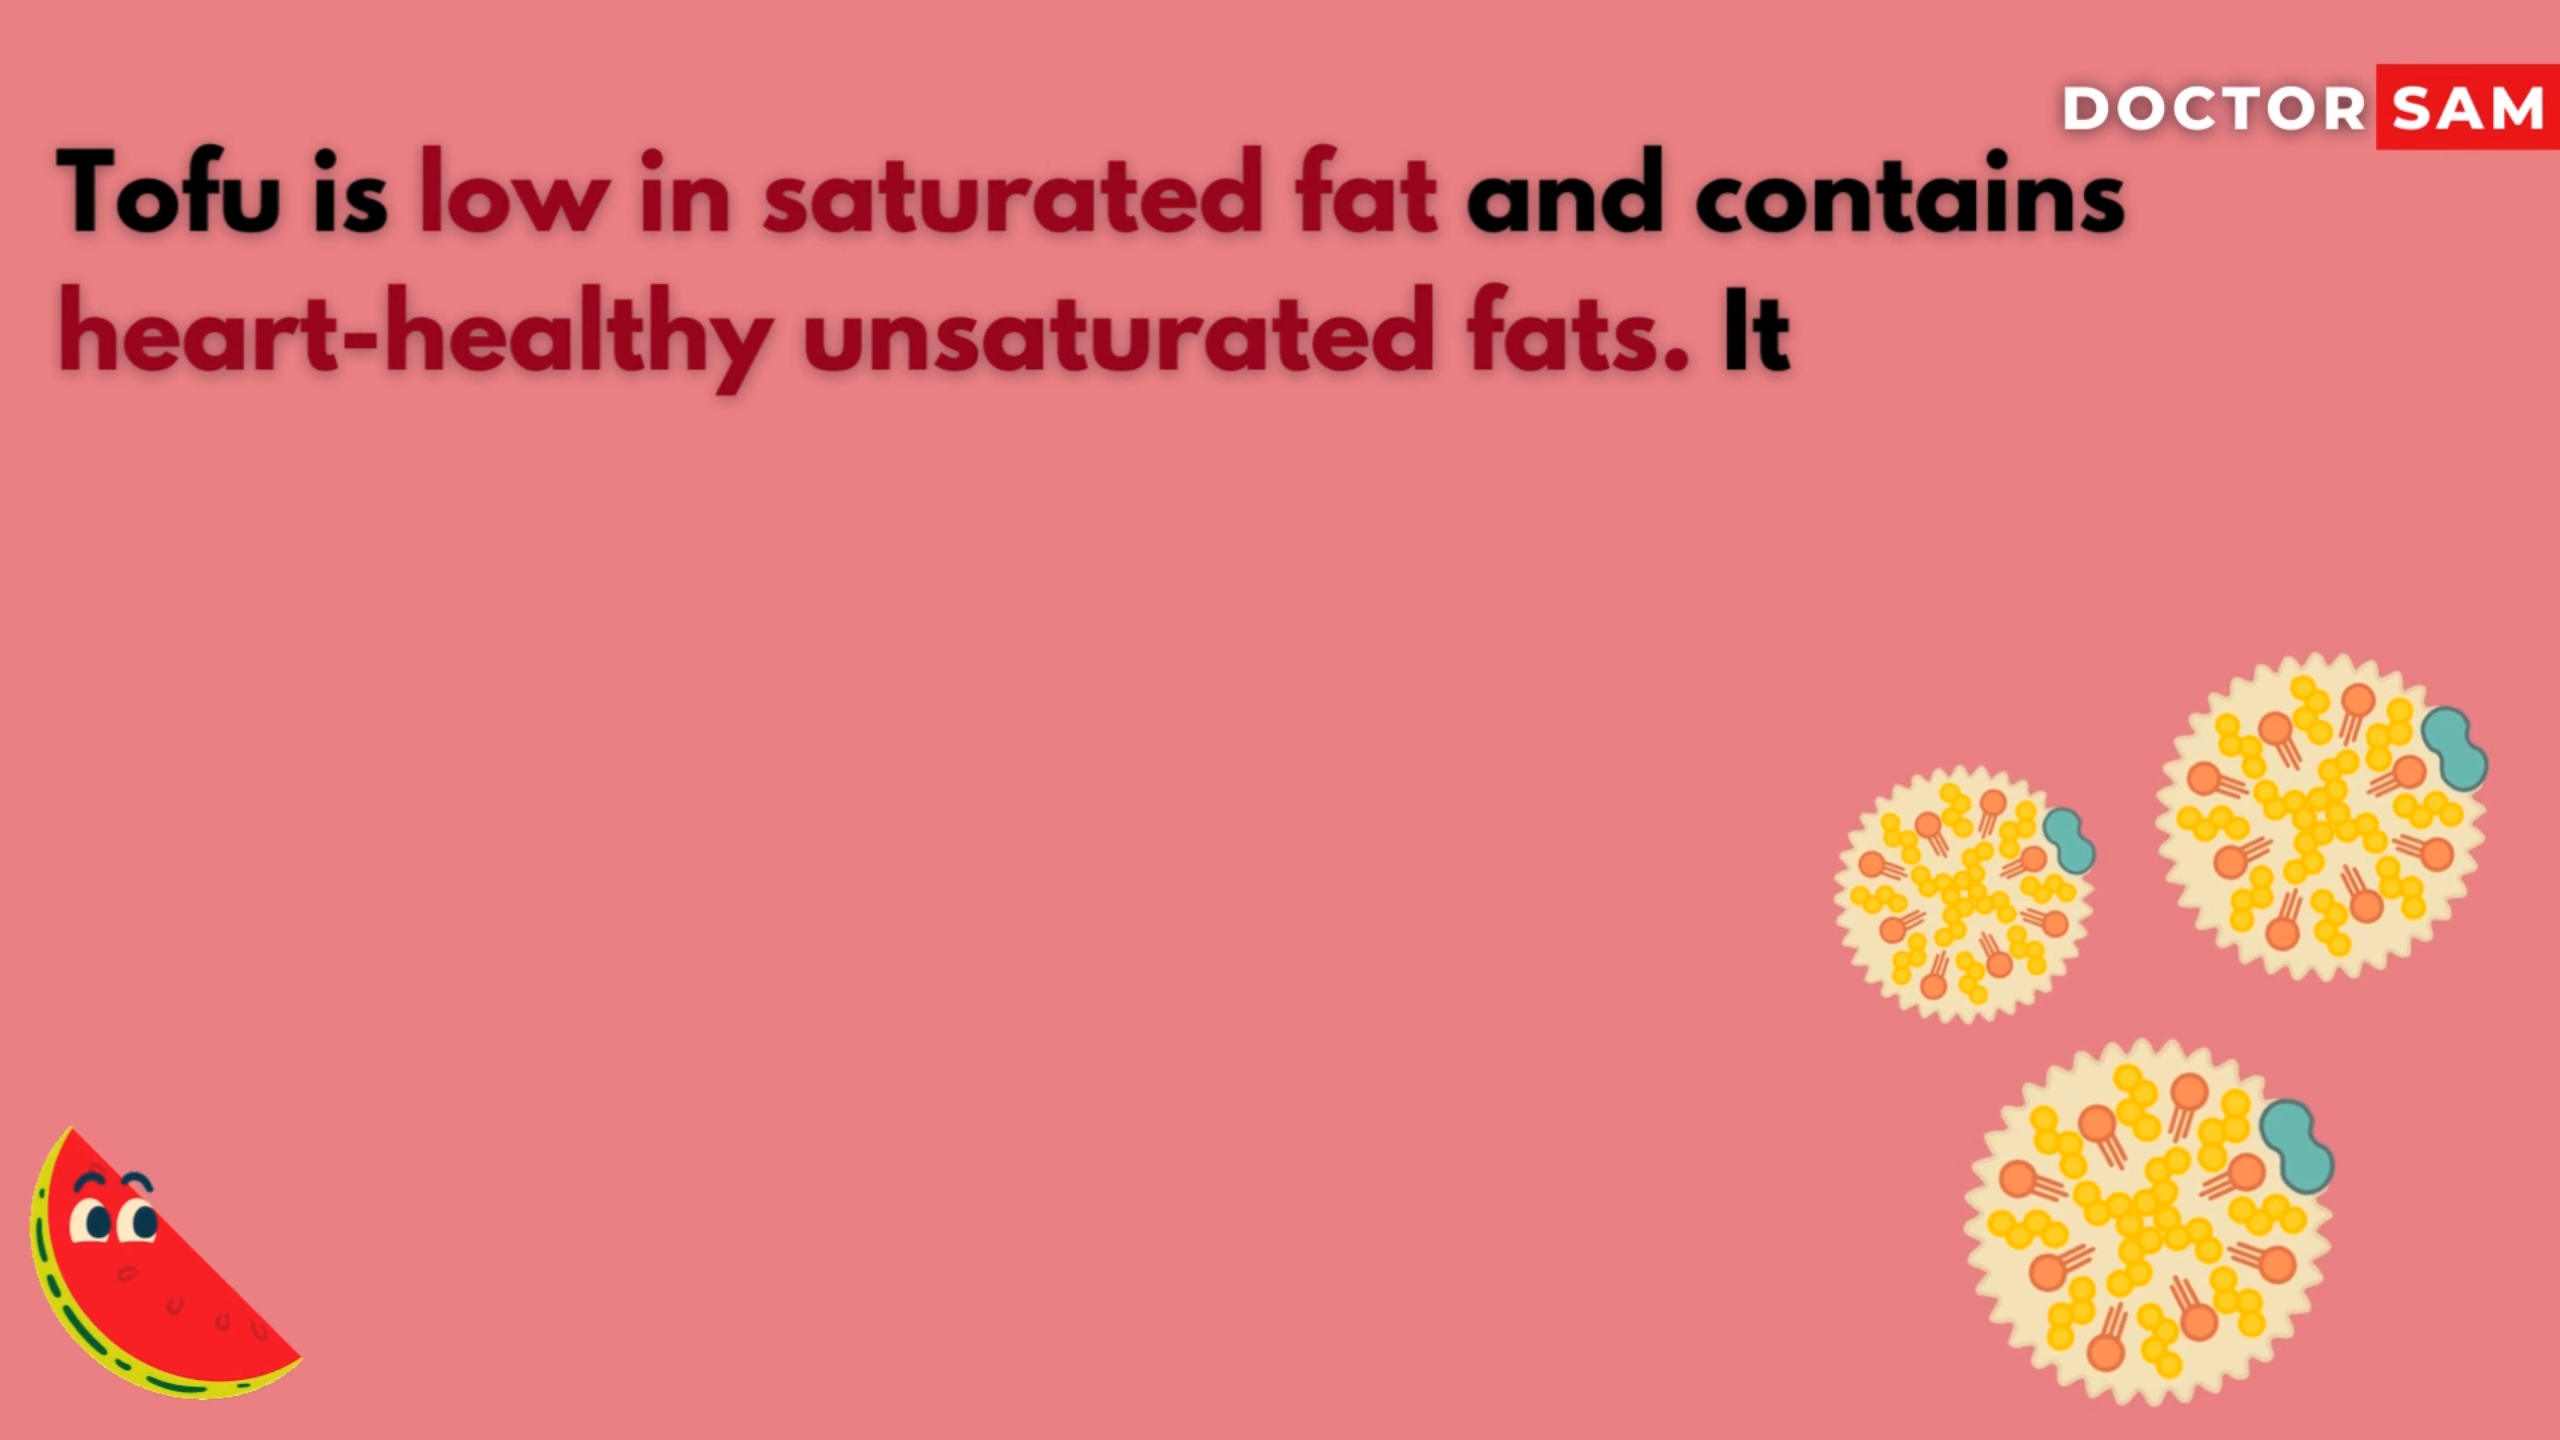 DOCTOR SAM
Tofu is low in saturated fat and contains
heart-healthy unsaturated fats. It